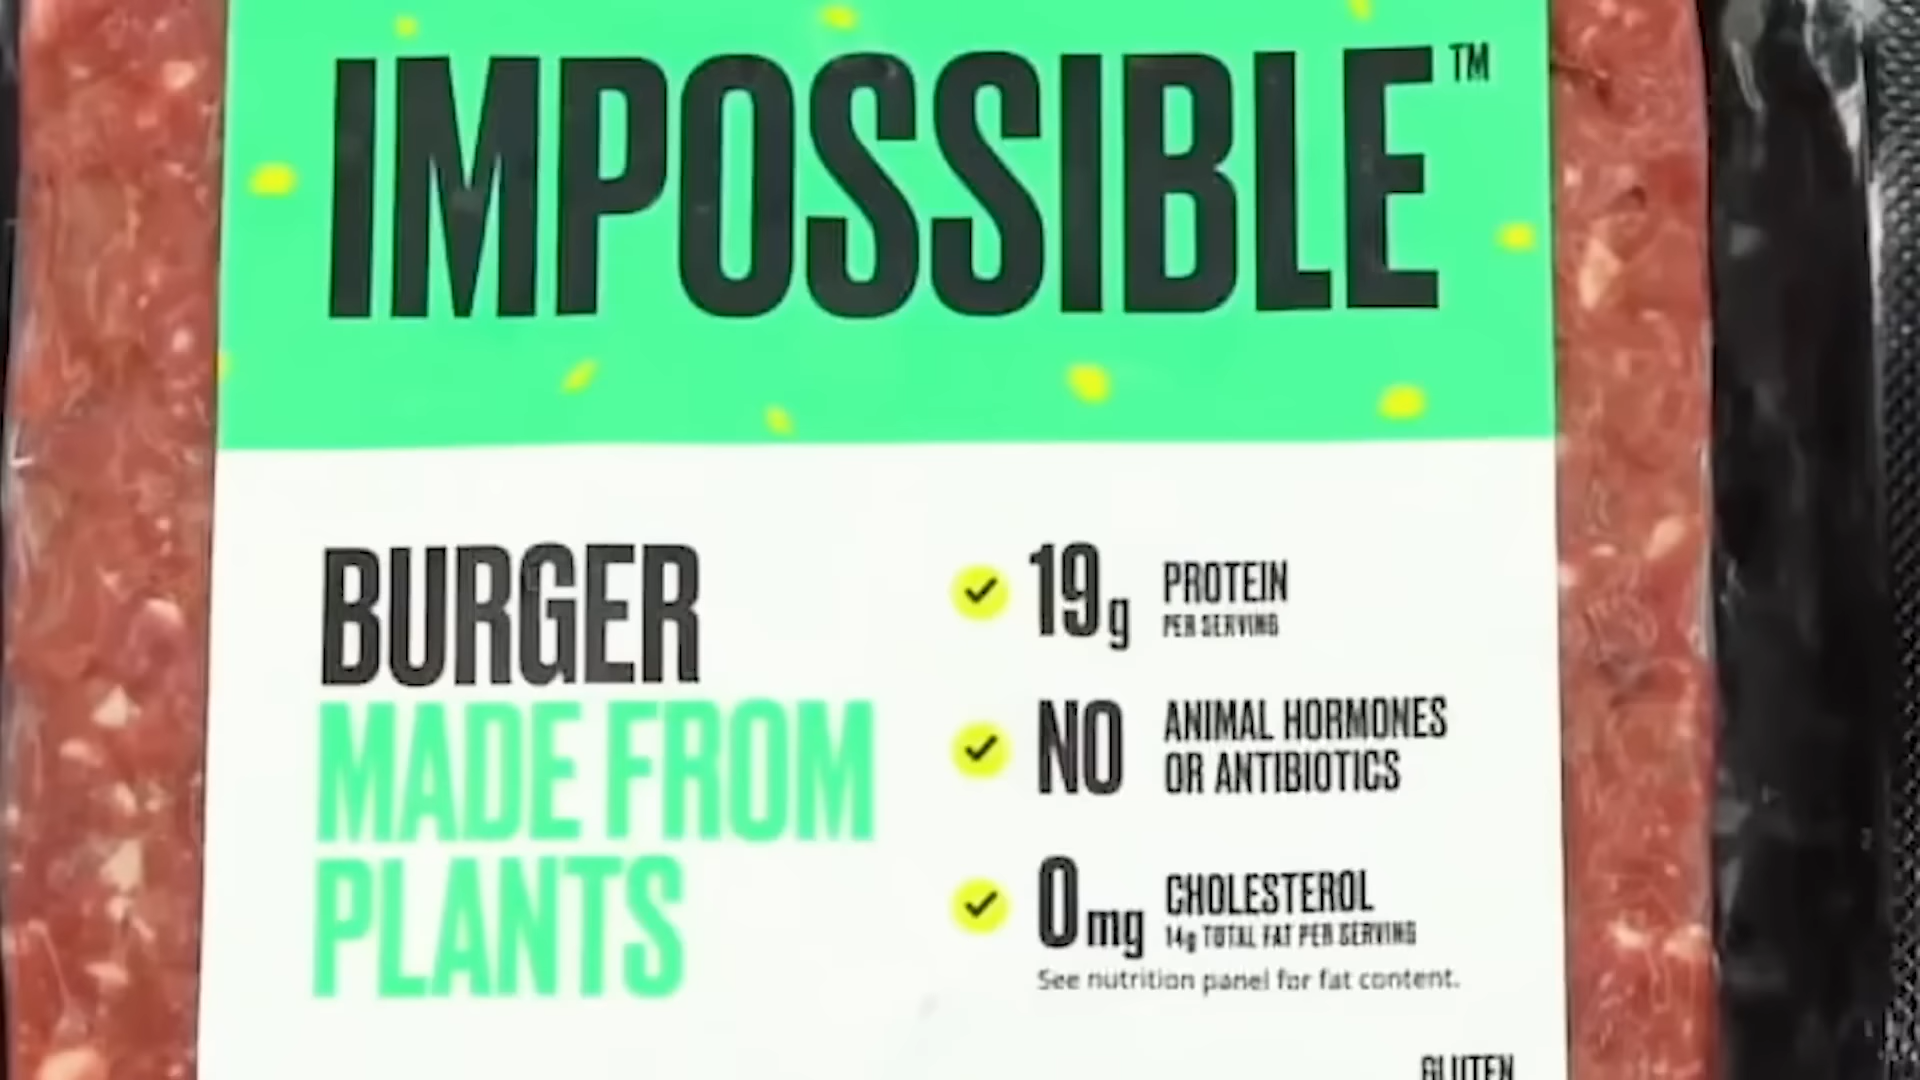 IMPOSSIBLE™
BURGER
MADE FROM
PLANTS
19g PROTEIN
PER SERVING
NO ANIMAL HORMONES
OR ANTIBIOTICS
0mg CHOLESTEROL
14g TOTAL FAT PER SERVING
See nutrition panel for fat content.
GLUTEN